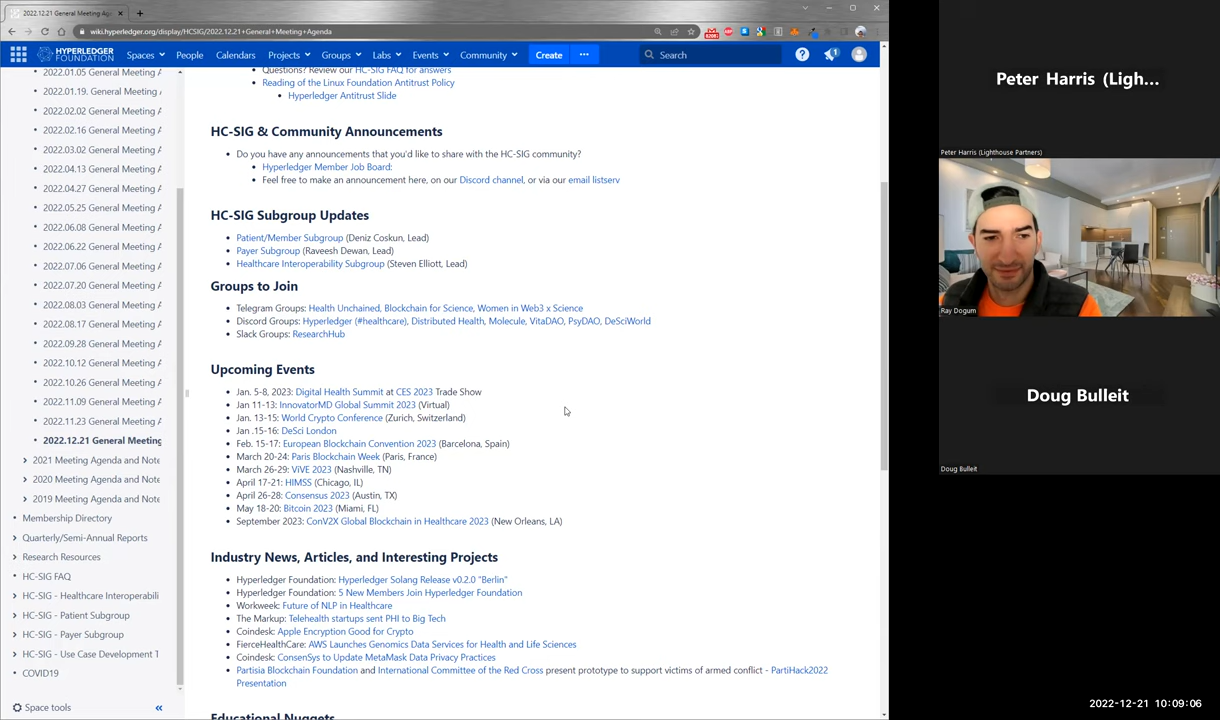 2022.12.21 General Meeting Age
wiki.hyperledger.org/display/HCSIG/2022.12.21+General+Meeting+Agenda
HYPERLEDGER
FOUNDATION
Spaces
People
Calendars
Projects
Groups
Labs
Events
Community
Create
Search
2022.01.05 General Meeting A
2022.01.19. General Meeting A
2022.02.02 General Meeting A
2022.02.16 General Meeting A
2022.03.02 General Meeting A
2022.04.13 General Meeting A
2022.04.27 General Meeting A
2022.05.25 General Meeting A
2022.06.08 General Meeting A
2022.06.22 General Meeting A
2022.07.06 General Meeting A
2022.07.20 General Meeting A
2022.08.03 General Meeting A
2022.08.17 General Meeting A
2022.09.28 General Meeting A
2022.10.12 General Meeting A
2022.10.26 General Meeting A
2022.11.09 General Meeting A
2022.11.23 General Meeting A
2022.12.21 General Meeting
2021 Meeting Agenda and Note
2020 Meeting Agenda and Note
2019 Meeting Agenda and Note
Membership Directory
Quarterly/Semi-Annual Reports
Research Resources
HC-SIG FAQ
HC-SIG - Healthcare Interoperabili
HC-SIG - Patient Subgroup
HC-SIG - Payer Subgroup
HC-SIG - Use Case Development T
COVID19
Space tools
Questions? Review our HC-SIG FAQ for answers
Reading of the Linux Foundation Antitrust Policy
Hyperledger Antitrust Slide
HC-SIG & Community Announcements
Do you have any announcements that you'd like to share with the HC-SIG community?
Hyperledger Member Job Board:
Feel free to make an announcement here, on our Discord channel, or via our email listserv
HC-SIG Subgroup Updates
Patient/Member Subgroup (Deniz Coskun, Lead)
Payer Subgroup (Raveesh Dewan, Lead)
Healthcare Interoperability Subgroup (Steven Elliott, Lead)
Groups to Join
Telegram Groups: Health Unchained, Blockchain for Science, Women in Web3 x Science
Discord Groups: Hyperledger (#healthcare), Distributed Health, Molecule, VitaDAO, PsyDAO, DeSciWorld
Slack Groups: ResearchHub
Upcoming Events
Jan. 5-8, 2023: Digital Health Summit at CES 2023 Trade Show
Jan 11-13: InnovatorMD Global Summit 2023 (Virtual)
Jan. 13-15: World Crypto Conference (Zurich, Switzerland)
Jan .15-16: DeSci London
Feb. 15-17: European Blockchain Convention 2023 (Barcelona, Spain)
March 20-24: Paris Blockchain Week (Paris, France)
March 26-29: ViVE 2023 (Nashville, TN)
April 17-21: HIMSS (Chicago, IL)
April 26-28: Consensus 2023 (Austin, TX)
May 18-20: Bitcoin 2023 (Miami, FL)
September 2023: ConV2X Global Blockchain in Healthcare 2023 (New Orleans, LA)
Industry News, Articles, and Interesting Projects
Hyperledger Foundation: Hyperledger Solang Release v0.2.0 "Berlin"
Hyperledger Foundation: 5 New Members Join Hyperledger Foundation
Workweek: Future of NLP in Healthcare
The Markup: Telehealth startups sent PHI to Big Tech
Coindesk: Apple Encryption Good for Crypto
FierceHealthCare: AWS Launches Genomics Data Services for Health and Life Sciences
Coindesk: ConsenSys to Update MetaMask Data Privacy Practices
Partisia Blockchain Foundation and International Committee of the Red Cross present prototype to support victims of armed conflict - PartiHack2022
Presentation
Educational Nuggets
Peter Harris (Ligh...
Peter Harris (Lighthouse Partners)
Ray Dogum
Doug Bulleit
Doug Bulleit
2022-12-21 10:09:06